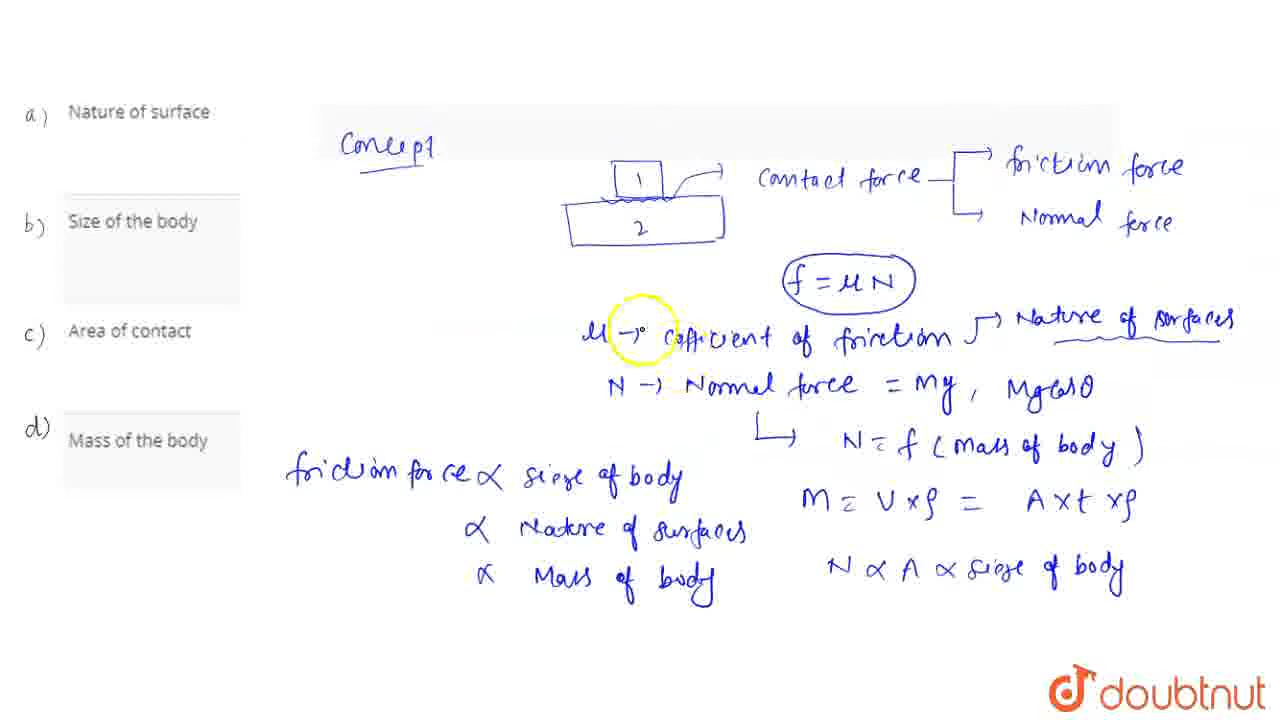 a) Nature of surface
b) Size of the body
c) Area of contact
d) Mass of the body
Concept
1
2
Contact force
friction force
Normal force
f = μN
μ → Cofficient of friction → Nature of surfaces
N → Normal force = Mg, Mgcosθ
→ N = f (Mass of body)
M = V×ρ = A×t×ρ
N ∝ A ∝ size of body
friction force ∝ size of body
∝ Nature of surfaces
∝ Mass of body
doubtnut